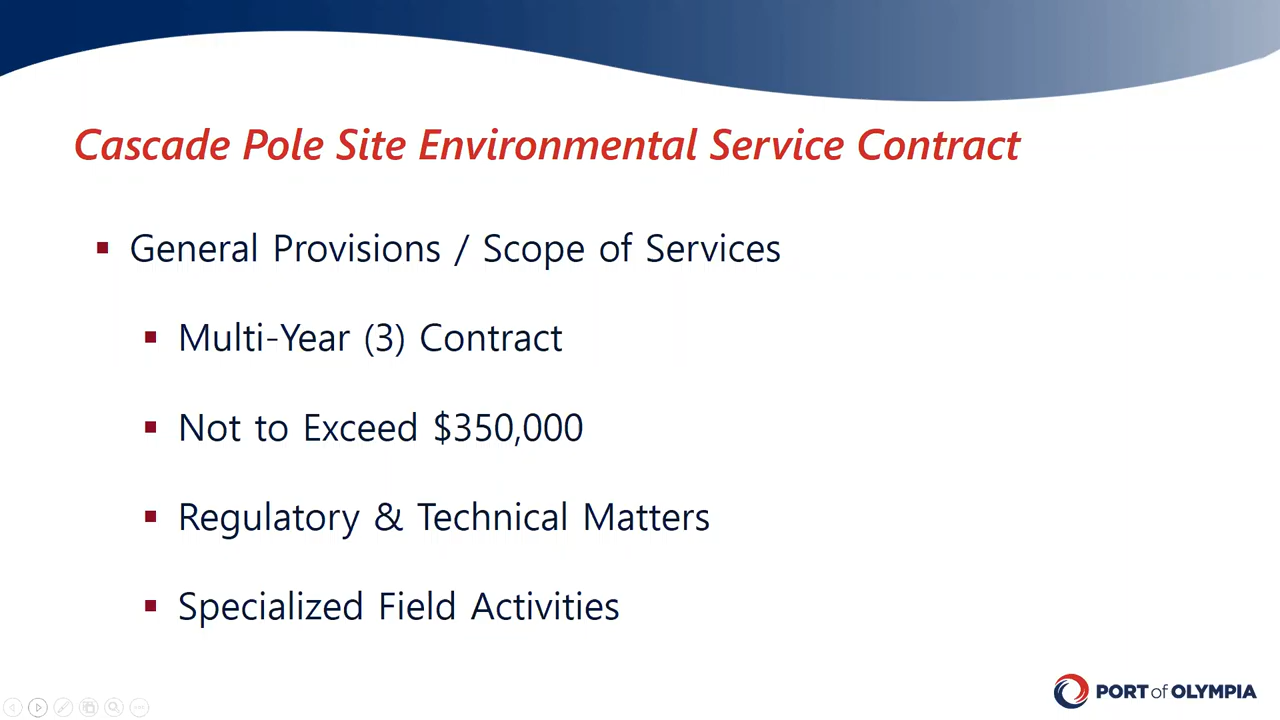 Cascade Pole Site Environmental Service Contract
General Provisions / Scope of Services
Multi-Year (3) Contract
Not to Exceed $350,000
Regulatory & Technical Matters
Specialized Field Activities
PORT of OLYMPIA